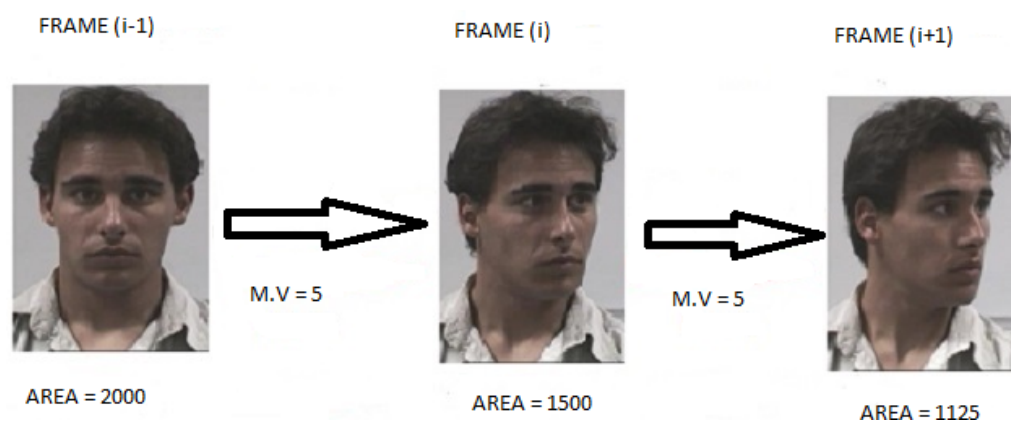 FRAME (i-1)
FRAME (i)
FRAME (i+1)
M.V = 5
M.V = 5
AREA = 2000
AREA = 1500
AREA = 1125